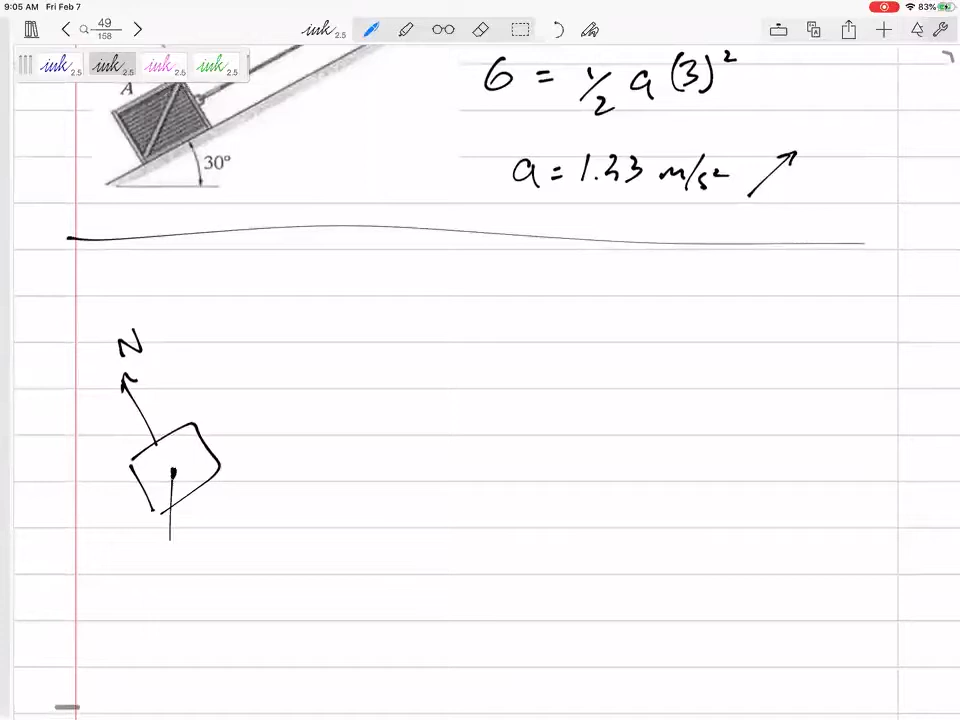 9:05 AM Fri Feb 7
83%
49
158
ink 2.5
ink 2.5 ink 2.5 ink 2.5 ink 2.5
A
30°
6 = 1/2 a (3)²
a = 1.33 m/s²
N